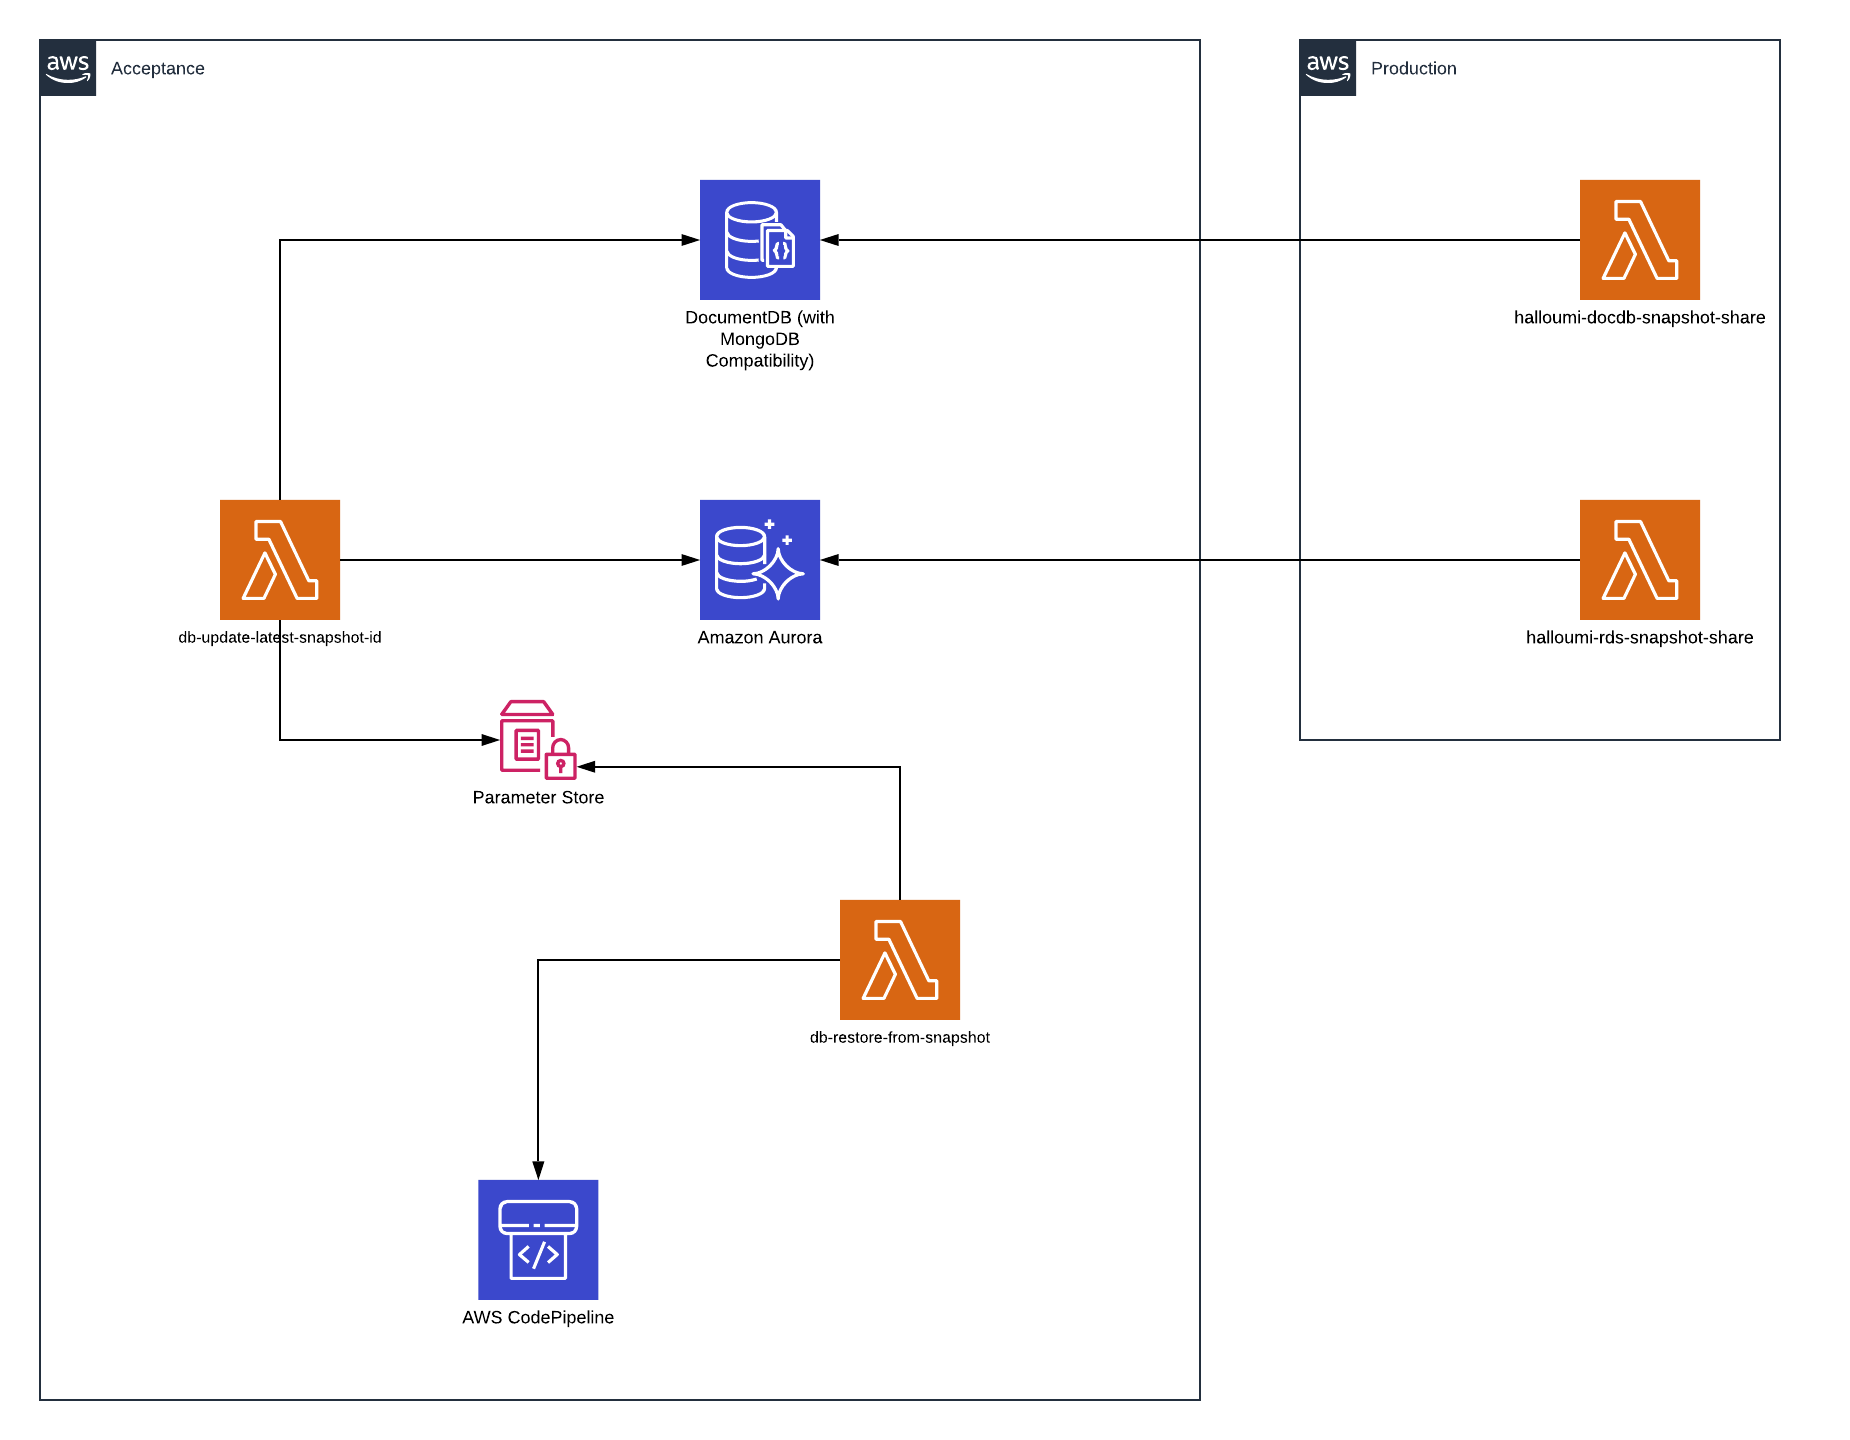 aws
Acceptance
aws
Production
DocumentDB (with
MongoDB
Compatibility)
halloumi-docdb-snapshot-share
db-update-latest-snapshot-id
Amazon Aurora
halloumi-rds-snapshot-share
Parameter Store
db-restore-from-snapshot
</>
AWS CodePipeline